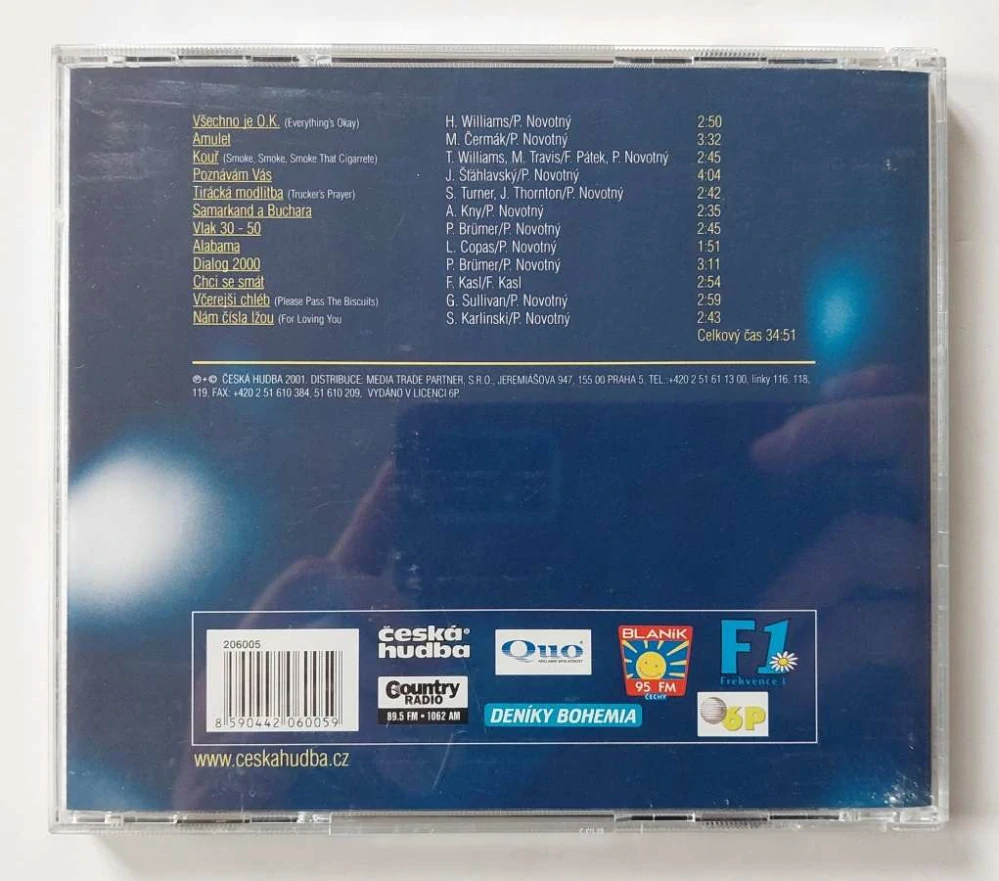 Všechno je O.K. (Everything's Okay) H. Williams/P. Novotný 2:50
Amulet M. Čermák/P. Novotný 3:32
Kouř (Smoke, Smoke, Smoke That Cigarrete) T. Williams, M. Travis/F. Pátek, P. Novotný 2:45
Poznávám Vás J. Šťáhlavský/P. Novotný 4:04
Tirácká modlitba (Trucker's Prayer) S. Turner, J. Thornton/P. Novotný 2:42
Samarkand a Buchara A. Kny/P. Novotný 2:35
Vlak 30 - 50 P. Brümer/P. Novotný 2:45
Alabama L. Copas/P. Novotný 1:51
Dialog 2000 P. Brümer/P. Novotný 3:11
Chci se smát F. Kasl/F. Kasl 2:54
Včerejši chléb (Please Pass The Biscuits) G. Sullivan/P. Novotný 2:59
Nám čísla lžou (For Loving You S. Karlinski/P. Novotný 2:43
Celkový čas 34:51
℗+© ČESKÁ HUDBA 2001. DISTRIBUCE: MEDIA TRADE PARTNER, S.R.O., JEREMIÁŠOVA 947, 155 00 PRAHA 5, TEL.:+420 2 51 61 13 00, linky 116, 118,
119, FAX: +420 2 51 610 384, 51 610 209, VYDÁNO V LICENCI 6P.
206005
8 590442 060059
česká® hudba
Quo®
REKLAMNÍ SPOLEČNOST
BLANÍK
95 FM
ČECHY
F1
Frekvence 1
Country
RADIO
89.5 FM • 1062 AM
DENÍKY BOHEMIA
6P
www.ceskahudba.cz